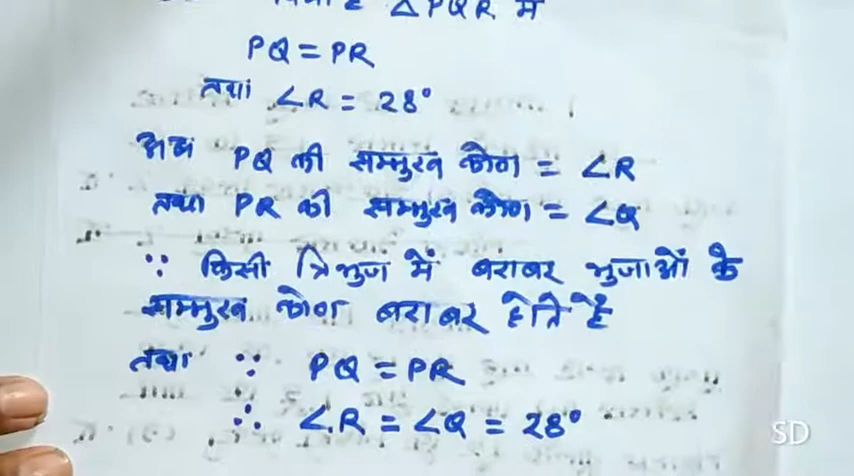 △PQR में
PQ = PR
तथा ∠R = 28°
अब PQ की सम्मुख कोण = ∠R
तथा PR की सम्मुख कोण = ∠Q
∵ किसी त्रिभुज में बराबर भुजाओं के
सम्मुख कोण बराबर होते हैं
तथा ∵ PQ = PR
∴ ∠R = ∠Q = 28°
SD